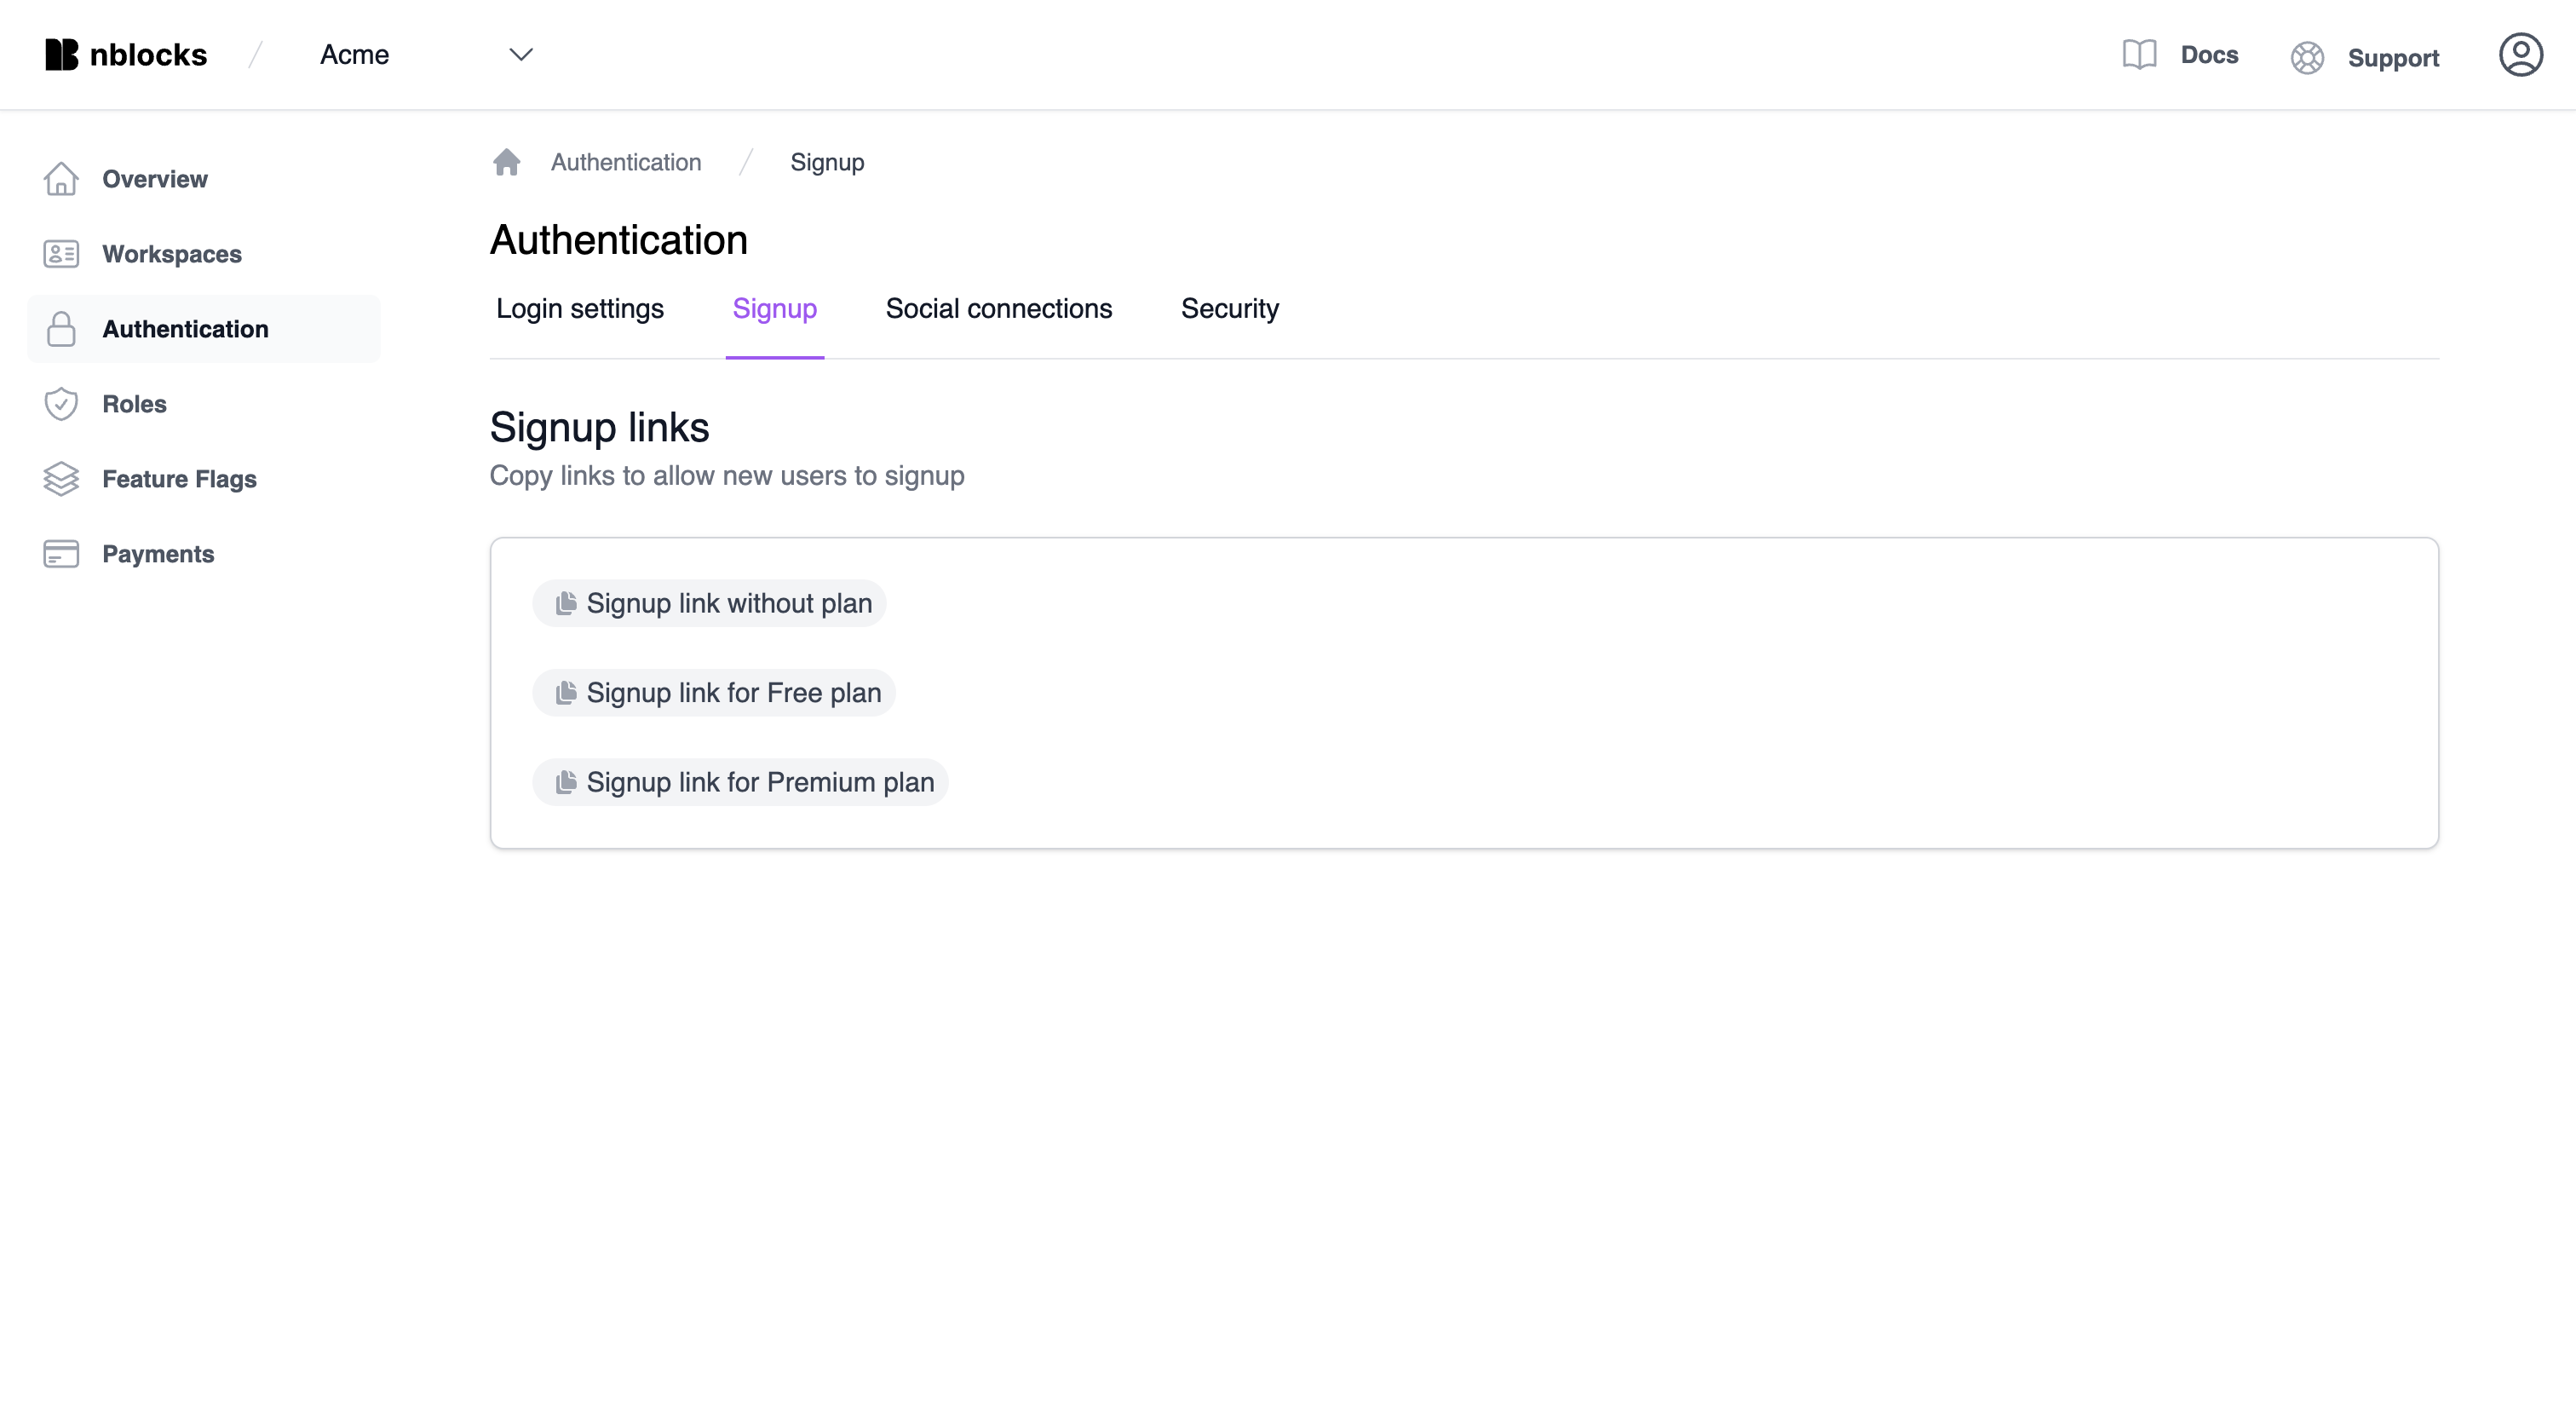 nblocks / Acme Docs Support
Overview
Workspaces
Authentication
Roles
Feature Flags
Payments
Authentication / Signup
Authentication
Login settings Signup Social connections Security
Signup links
Copy links to allow new users to signup
Signup link without plan
Signup link for Free plan
Signup link for Premium plan